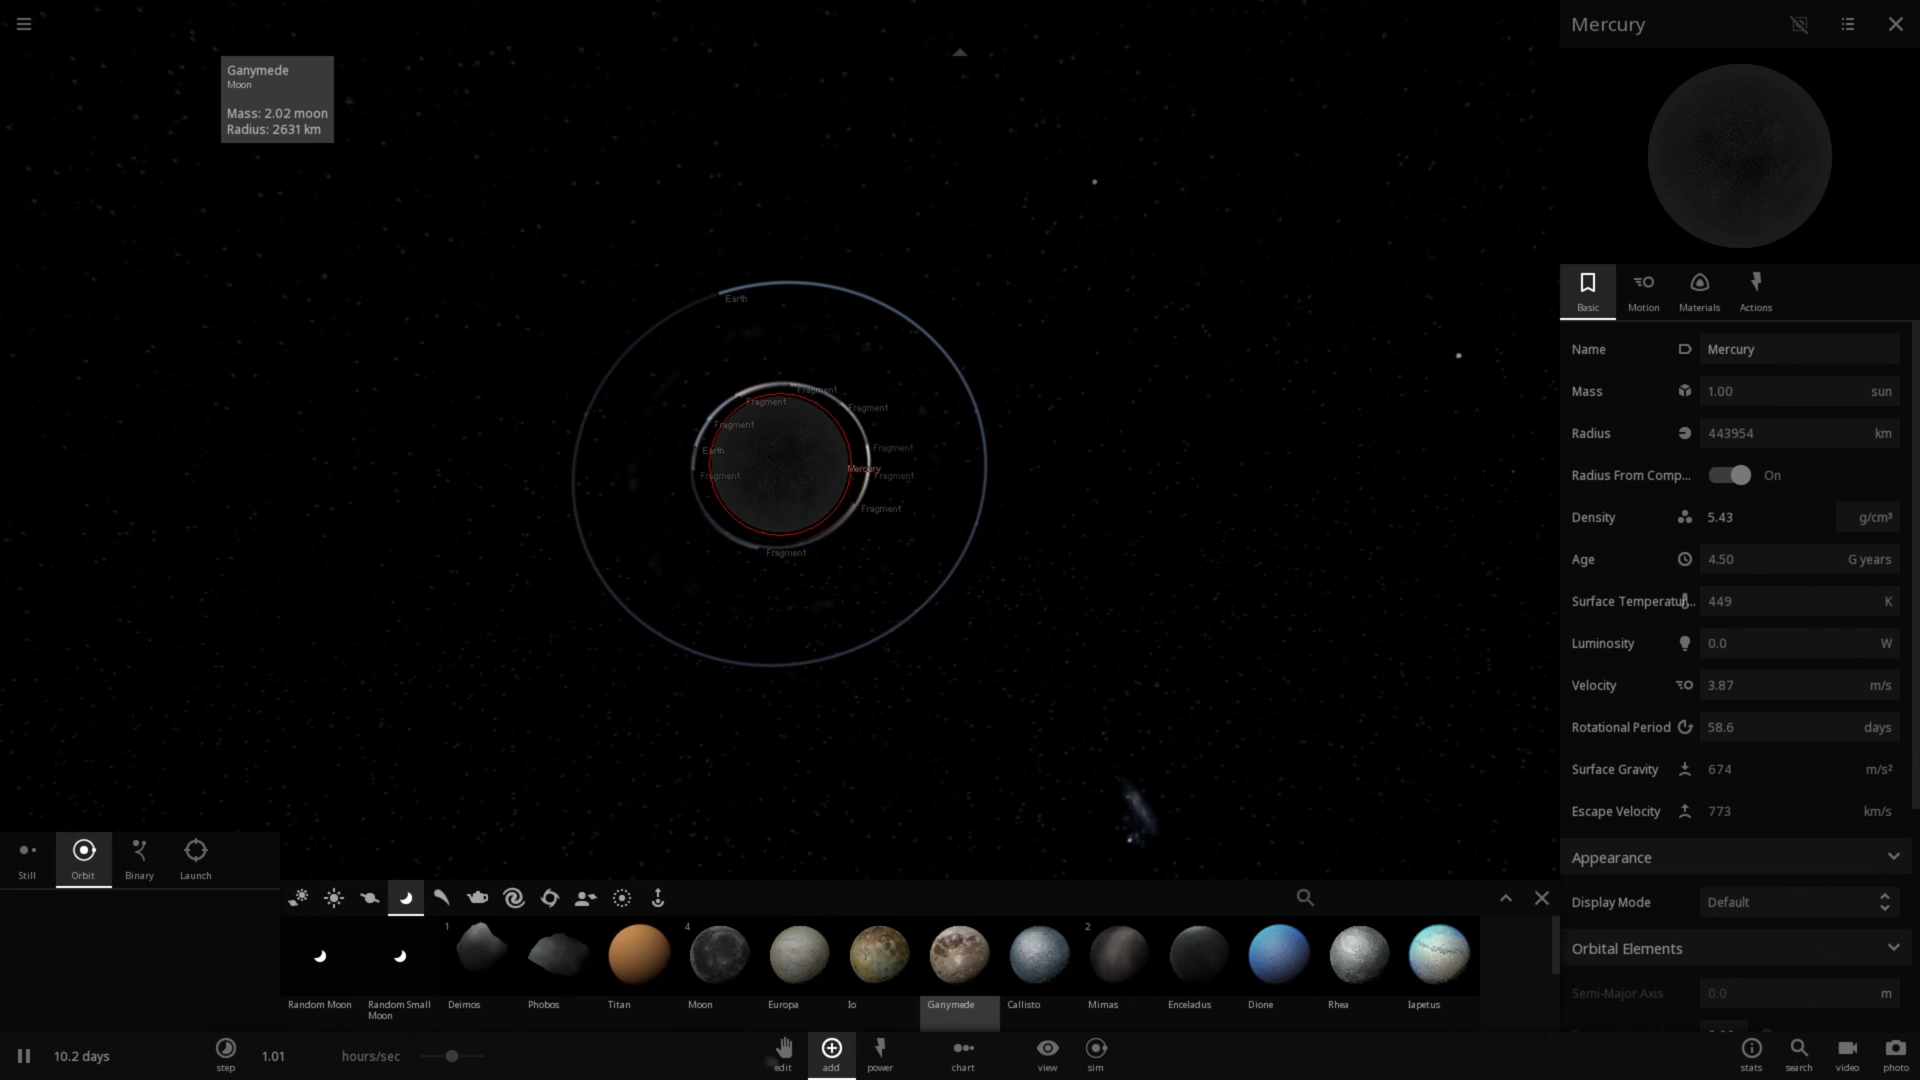 Mercury
Ganymede
Moon
Mass: 2.02 moon
Radius: 2631 km
Earth
Fragment
Fragment
Fragment
Fragment
Earth
Fragment
Mercury
Fragment
Fragment
Fragment
Fragment
Basic
Motion
Materials
Actions
Name
Mercury
Mass
1.00
sun
Radius
443954
km
Radius From Comp...
On
Density
5.43
g/cm³
Age
4.50
G years
Surface Temperatur...
449
K
Luminosity
0.0
W
Velocity
3.87
m/s
Rotational Period
58.6
days
Surface Gravity
674
m/s²
Escape Velocity
773
km/s
Appearance
Display Mode
Default
Orbital Elements
Semi-Major Axis
0.0
m
Still
Orbit
Binary
Launch
1
4
2
Random Moon
Random Small
Moon
Deimos
Phobos
Titan
Moon
Europa
Io
Ganymede
Callisto
Mimas
Enceladus
Dione
Rhea
Iapetus
10.2 days
step
1.01
hours/sec
edit
add
power
chart
view
sim
stats
search
video
photo